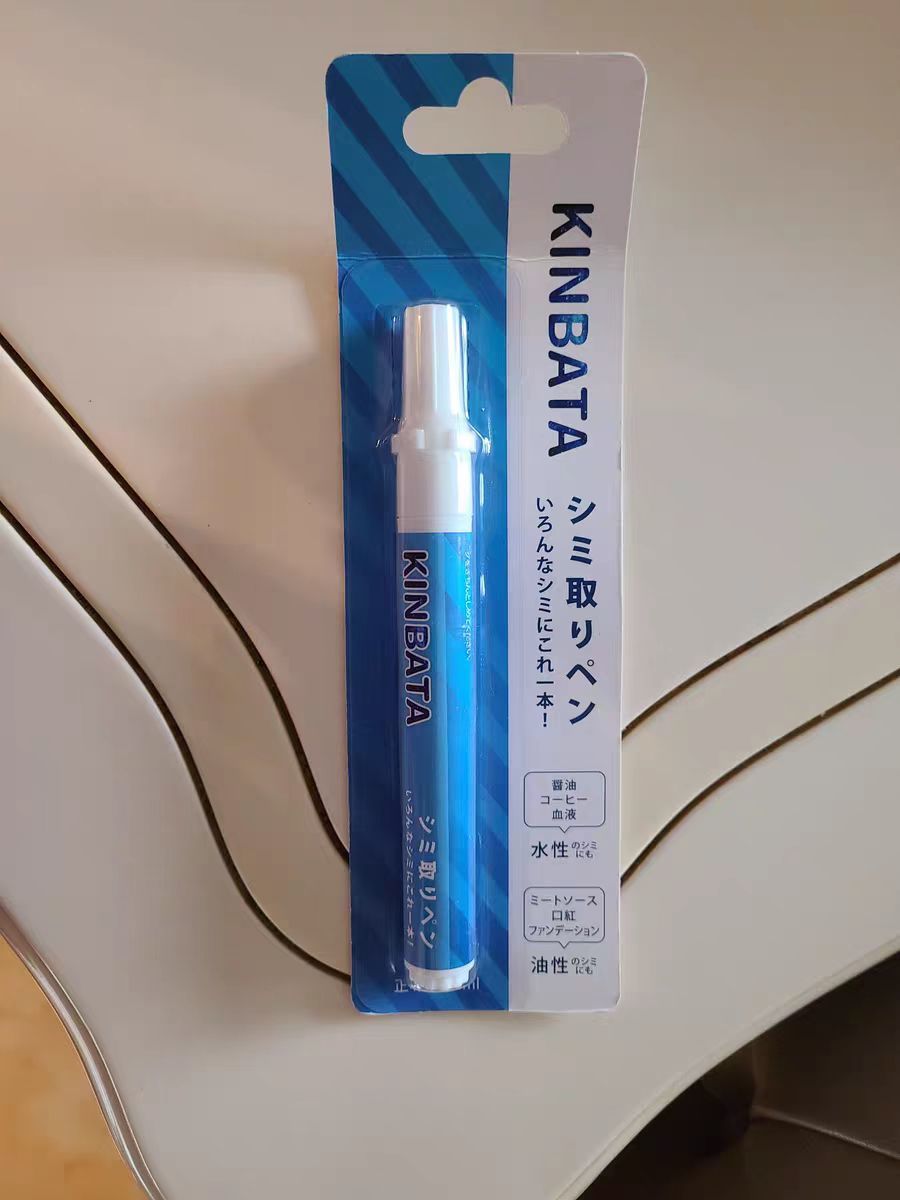 KINBATA
シミ取りペン
いろんなシミにこれ一本！
醤油
コーヒー
血液
水性のシミにも
ミートソース
口紅
ファンデーション
油性のシミにも
KINBATA
シミ取りペン
いろんなシミにこれ一本！
正
ml